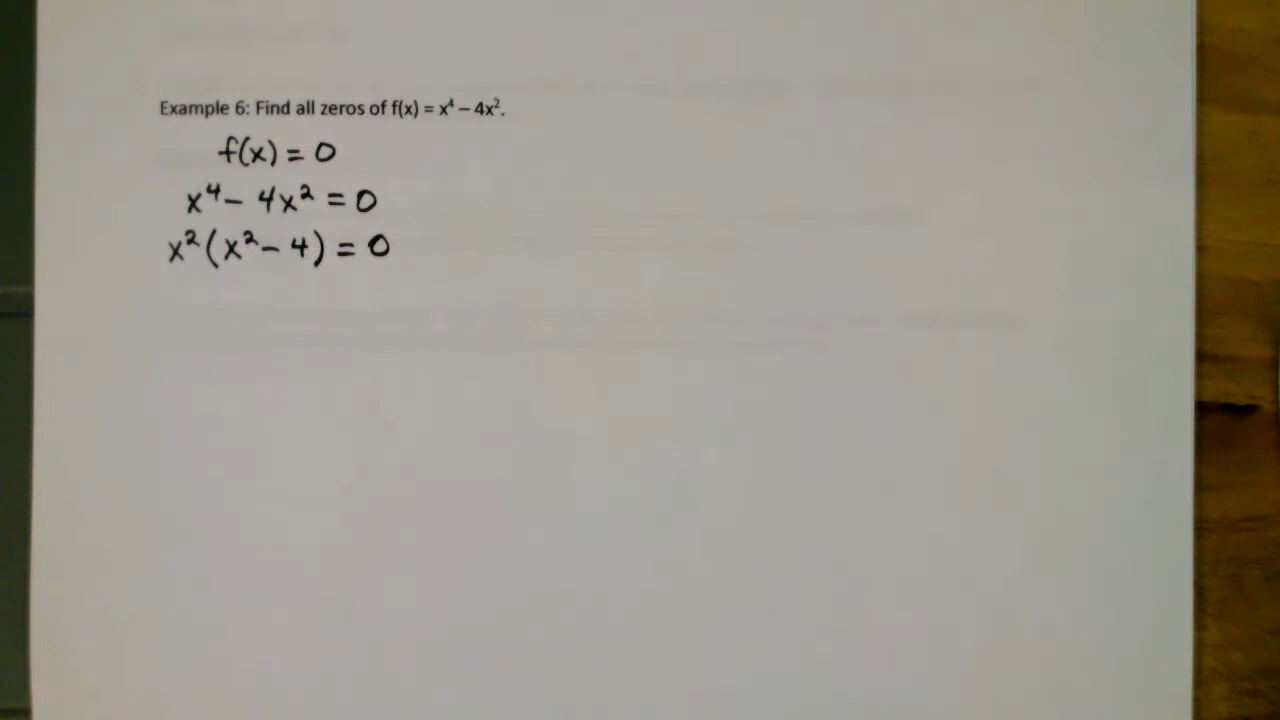 Example 6: Find all zeros of f(x) = x⁴ – 4x².
f(x) = 0
x⁴ - 4x² = 0
x²(x² - 4) = 0